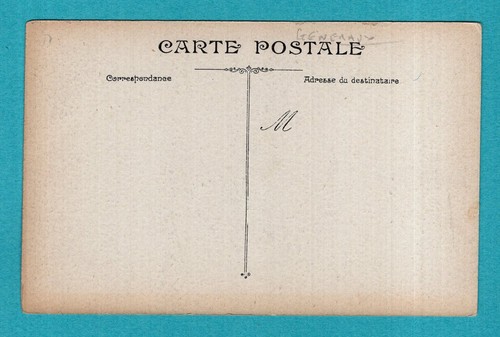 CARTE POSTALE
Correspondance
Adresse du destinataire
M